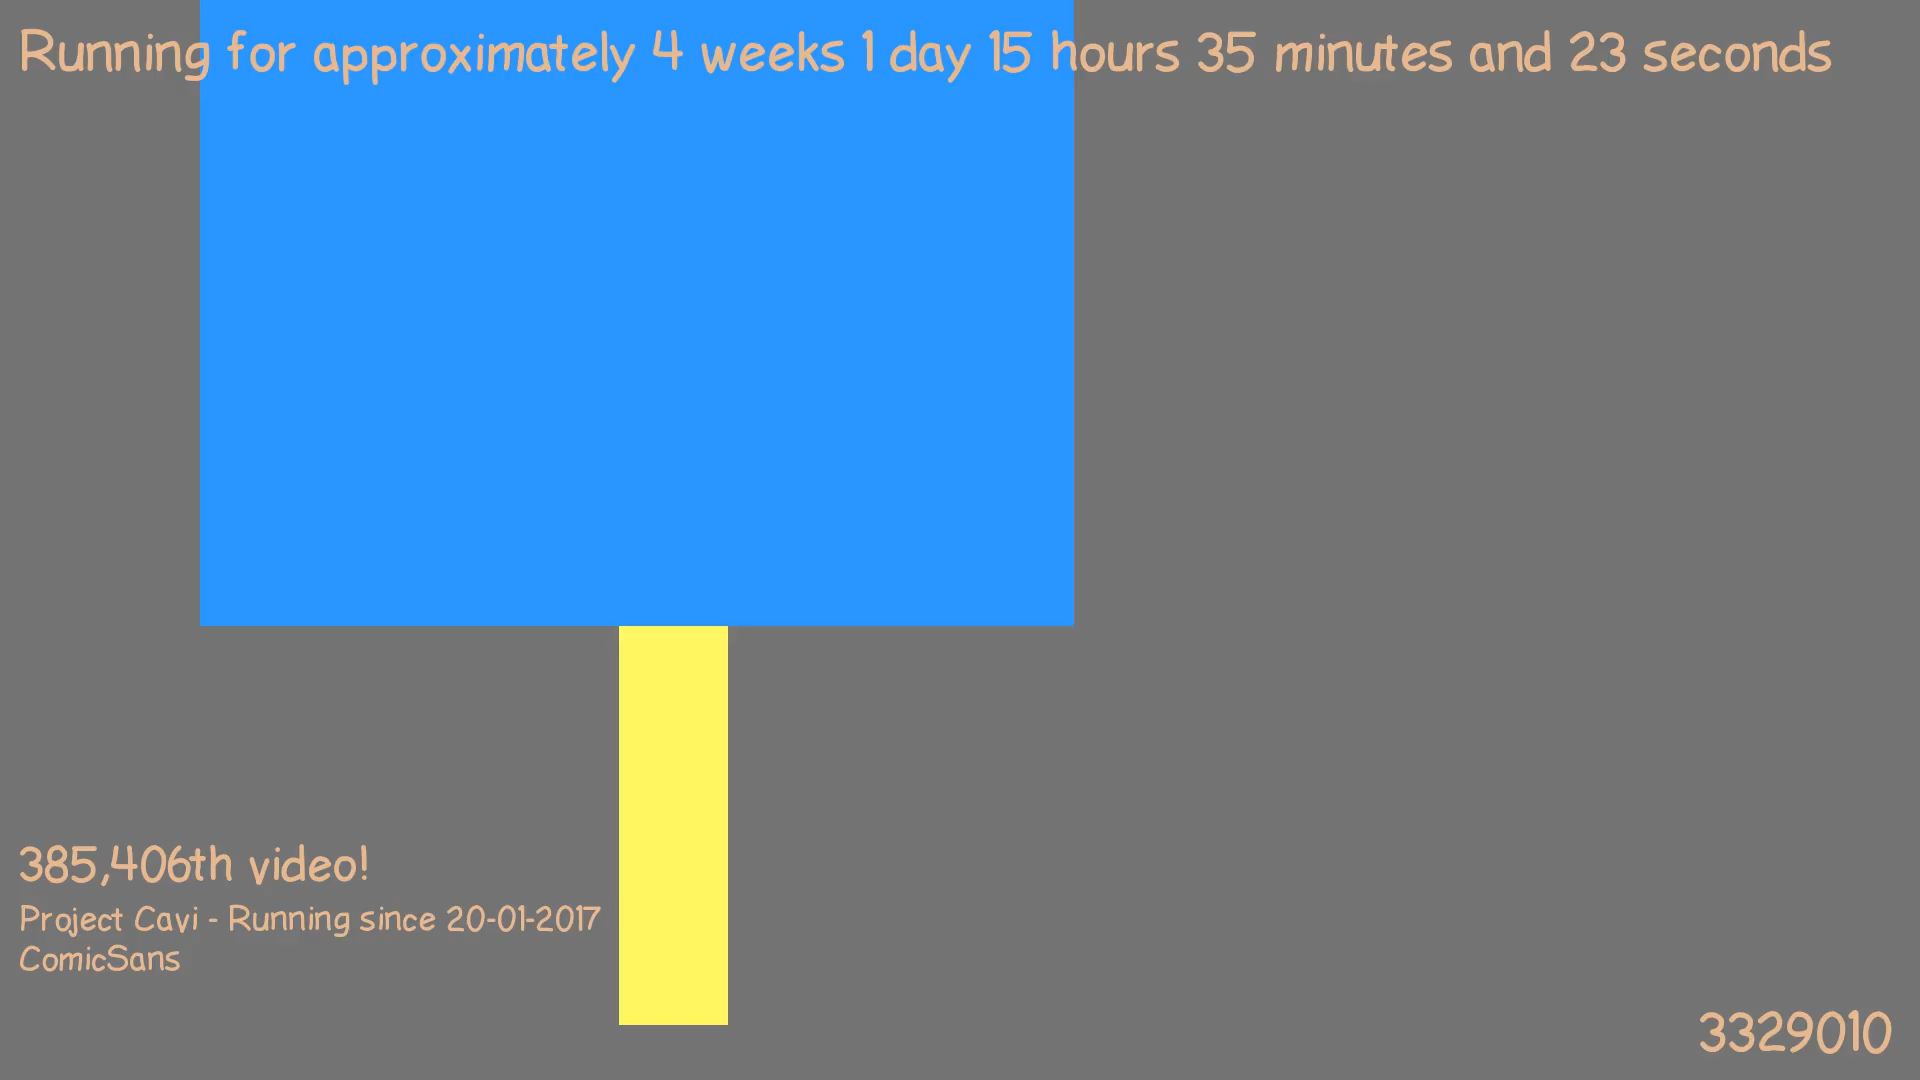 Running for approximately 4 weeks 1 day 15 hours 35 minutes and 23 seconds
385,406th video!
Project Cavi - Running since 20-01-2017
ComicSans
3329010